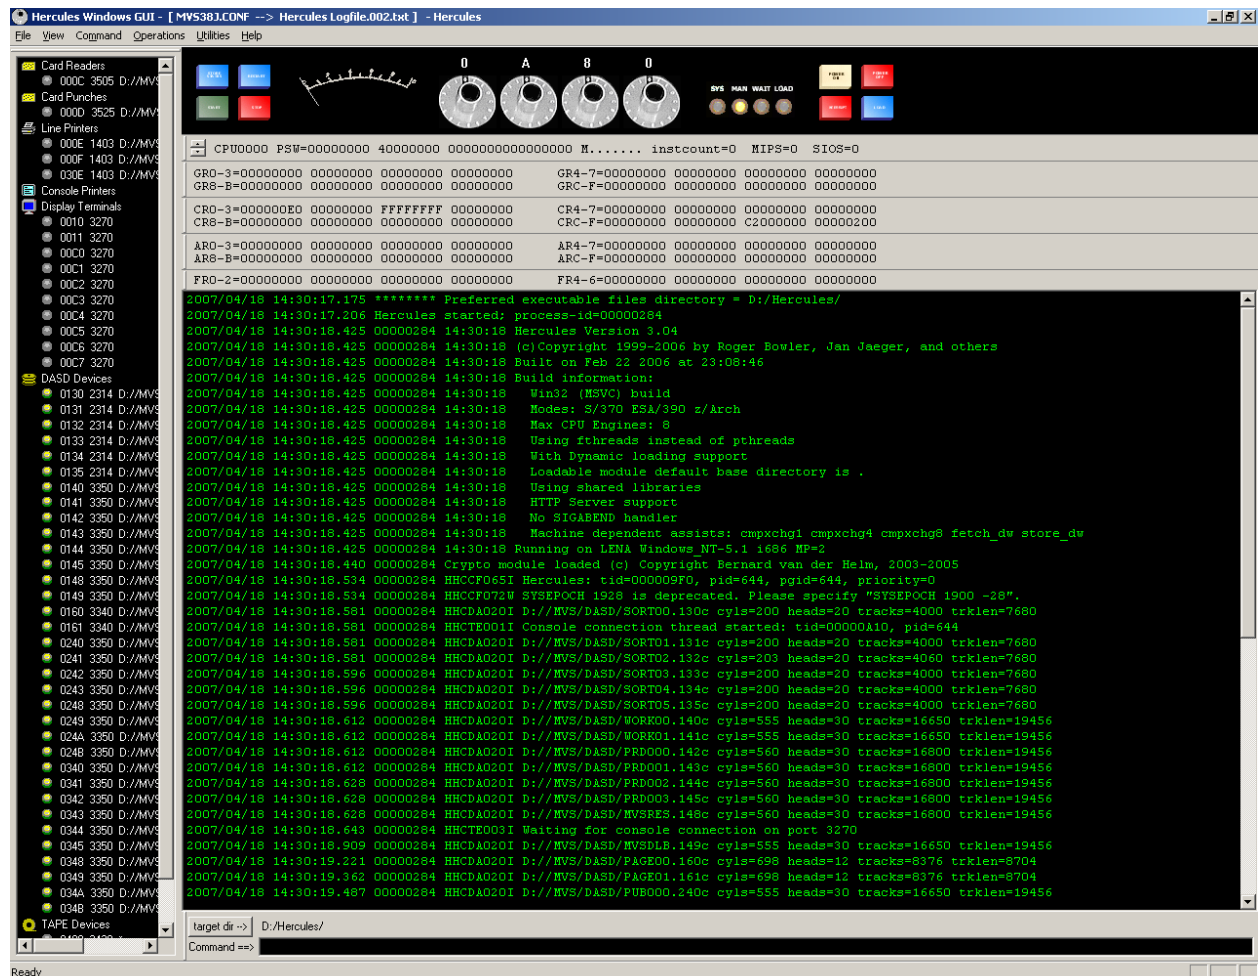 Hercules Windows GUI - [ MVS38J.CONF --> Hercules Logfile.002.txt ] - Hercules
File View Command Operations Utilities Help
Card Readers
000C 3505 D://MVS
Card Punches
000D 3525 D://MVS
Line Printers
000E 1403 D://MVS
000F 1403 D://MVS
030E 1403 D://MVS
Console Printers
Display Terminals
0010 3270
0011 3270
00C0 3270
00C1 3270
00C2 3270
00C3 3270
00C4 3270
00C5 3270
00C6 3270
00C7 3270
DASD Devices
0130 2314 D://MVS
0131 2314 D://MVS
0132 2314 D://MVS
0133 2314 D://MVS
0134 2314 D://MVS
0135 2314 D://MVS
0140 3350 D://MVS
0141 3350 D://MVS
0142 3350 D://MVS
0143 3350 D://MVS
0144 3350 D://MVS
0145 3350 D://MVS
0148 3350 D://MVS
0149 3350 D://MVS
0160 3340 D://MVS
0161 3340 D://MVS
0240 3350 D://MVS
0241 3350 D://MVS
0242 3350 D://MVS
0243 3350 D://MVS
0248 3350 D://MVS
0249 3350 D://MVS
024A 3350 D://MVS
024B 3350 D://MVS
0340 3350 D://MVS
0341 3350 D://MVS
0342 3350 D://MVS
0343 3350 D://MVS
0344 3350 D://MVS
0345 3350 D://MVS
0348 3350 D://MVS
0349 3350 D://MVS
034A 3350 D://MVS
034B 3350 D://MVS
TAPE Devices
0 A 8 0
SYS MAN WAIT LOAD
POWER ON
POWER OFF
CPU0000 PSW=00000000 40000000 0000000000000000 M....... instcount=0 MIPS=0 SIOS=0
GR0-3=00000000 00000000 00000000 00000000 GR4-7=00000000 00000000 00000000 00000000
GR8-B=00000000 00000000 00000000 00000000 GRC-F=00000000 00000000 00000000 00000000
CR0-3=000000E0 00000000 FFFFFFFF 00000000 CR4-7=00000000 00000000 00000000 00000000
CR8-B=00000000 00000000 00000000 00000000 CRC-F=00000000 00000000 C2000000 00000200
AR0-3=00000000 00000000 00000000 00000000 AR4-7=00000000 00000000 00000000 00000000
AR8-B=00000000 00000000 00000000 00000000 ARC-F=00000000 00000000 00000000 00000000
FR0-2=00000000 00000000 00000000 00000000 FR4-6=00000000 00000000 00000000 00000000
2007/04/18 14:30:17.175 ******** Preferred executable files directory = D:/Hercules/
2007/04/18 14:30:17.206 Hercules started; process-id=00000284
2007/04/18 14:30:18.425 00000284 14:30:18 Hercules Version 3.04
2007/04/18 14:30:18.425 00000284 14:30:18 (c)Copyright 1999-2006 by Roger Bowler, Jan Jaeger, and others
2007/04/18 14:30:18.425 00000284 14:30:18 Built on Feb 22 2006 at 23:08:46
2007/04/18 14:30:18.425 00000284 14:30:18 Build information:
2007/04/18 14:30:18.425 00000284 14:30:18 Win32 (MSVC) build
2007/04/18 14:30:18.425 00000284 14:30:18 Modes: S/370 ESA/390 z/Arch
2007/04/18 14:30:18.425 00000284 14:30:18 Max CPU Engines: 8
2007/04/18 14:30:18.425 00000284 14:30:18 Using fthreads instead of pthreads
2007/04/18 14:30:18.425 00000284 14:30:18 With Dynamic loading support
2007/04/18 14:30:18.425 00000284 14:30:18 Loadable module default base directory is .
2007/04/18 14:30:18.425 00000284 14:30:18 Using shared libraries
2007/04/18 14:30:18.425 00000284 14:30:18 HTTP Server support
2007/04/18 14:30:18.425 00000284 14:30:18 No SIGABEND handler
2007/04/18 14:30:18.425 00000284 14:30:18 Machine dependent assists: cmpxchg1 cmpxchg4 cmpxchg8 fetch_dw store_dw
2007/04/18 14:30:18.425 00000284 14:30:18 Running on LENA Windows_NT-5.1 i686 MP=2
2007/04/18 14:30:18.440 00000284 Crypto module loaded (c) Copyright Bernard van der Helm, 2003-2005
2007/04/18 14:30:18.534 00000284 HHCCF065I Hercules: tid=000009F0, pid=644, pgid=644, priority=0
2007/04/18 14:30:18.534 00000284 HHCCF072W SYSEPOCH 1928 is deprecated. Please specify "SYSEPOCH 1900 -28".
2007/04/18 14:30:18.581 00000284 HHCDA020I D://MVS/DASD/SORT00.130c cyls=200 heads=20 tracks=4000 trklen=7680
2007/04/18 14:30:18.581 00000284 HHCTE001I Console connection thread started: tid=00000A10, pid=644
2007/04/18 14:30:18.581 00000284 HHCDA020I D://MVS/DASD/SORT01.131c cyls=200 heads=20 tracks=4000 trklen=7680
2007/04/18 14:30:18.581 00000284 HHCDA020I D://MVS/DASD/SORT02.132c cyls=203 heads=20 tracks=4060 trklen=7680
2007/04/18 14:30:18.596 00000284 HHCDA020I D://MVS/DASD/SORT03.133c cyls=200 heads=20 tracks=4000 trklen=7680
2007/04/18 14:30:18.596 00000284 HHCDA020I D://MVS/DASD/SORT04.134c cyls=200 heads=20 tracks=4000 trklen=7680
2007/04/18 14:30:18.596 00000284 HHCDA020I D://MVS/DASD/SORT05.135c cyls=200 heads=20 tracks=4000 trklen=7680
2007/04/18 14:30:18.612 00000284 HHCDA020I D://MVS/DASD/WORK00.140c cyls=555 heads=30 tracks=16650 trklen=19456
2007/04/18 14:30:18.612 00000284 HHCDA020I D://MVS/DASD/WORK01.141c cyls=555 heads=30 tracks=16650 trklen=19456
2007/04/18 14:30:18.612 00000284 HHCDA020I D://MVS/DASD/PRD000.142c cyls=560 heads=30 tracks=16800 trklen=19456
2007/04/18 14:30:18.612 00000284 HHCDA020I D://MVS/DASD/PRD001.143c cyls=560 heads=30 tracks=16800 trklen=19456
2007/04/18 14:30:18.628 00000284 HHCDA020I D://MVS/DASD/PRD002.144c cyls=560 heads=30 tracks=16800 trklen=19456
2007/04/18 14:30:18.628 00000284 HHCDA020I D://MVS/DASD/PRD003.145c cyls=560 heads=30 tracks=16800 trklen=19456
2007/04/18 14:30:18.628 00000284 HHCDA020I D://MVS/DASD/MVSRES.148c cyls=560 heads=30 tracks=16800 trklen=19456
2007/04/18 14:30:18.643 00000284 HHCTE003I Waiting for console connection on port 3270
2007/04/18 14:30:18.909 00000284 HHCDA020I D://MVS/DASD/MVSDLB.149c cyls=555 heads=30 tracks=16650 trklen=19456
2007/04/18 14:30:19.221 00000284 HHCDA020I D://MVS/DASD/PAGE00.160c cyls=698 heads=12 tracks=8376 trklen=8704
2007/04/18 14:30:19.362 00000284 HHCDA020I D://MVS/DASD/PAGE01.161c cyls=698 heads=12 tracks=8376 trklen=8704
2007/04/18 14:30:19.487 00000284 HHCDA020I D://MVS/DASD/PUB000.240c cyls=555 heads=30 tracks=16650 trklen=19456
target dir --> D:/Hercules/
Command ==>
Ready